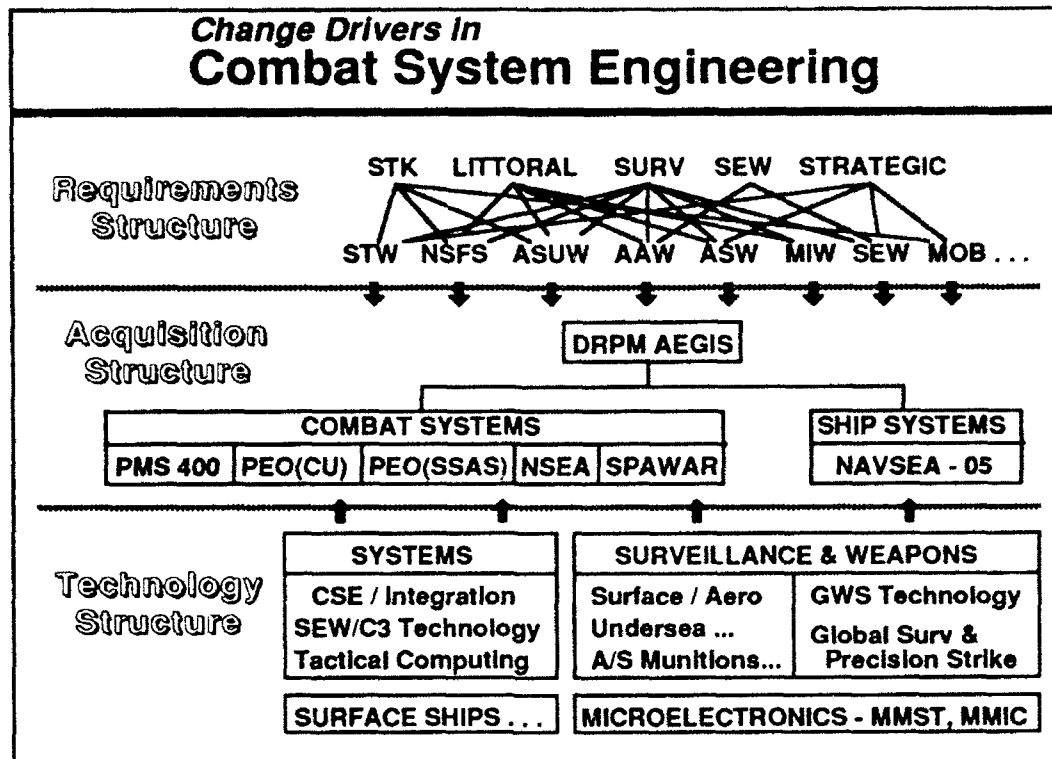 Change Drivers in
Combat System Engineering
Requirements
Structure
STK LITTORAL SURV SEW STRATEGIC
STW NSFS ASUW AAW ASW MIW SEW MOB . . .
Acquisition
Structure
DRPM AEGIS
COMBAT SYSTEMS
PMS 400 PEO(CU) PEO(SSAS) NSEA SPAWAR
SHIP SYSTEMS
NAVSEA - 05
Technology
Structure
SYSTEMS
CSE / Integration
SEW/C3 Technology
Tactical Computing
SURVEILLANCE & WEAPONS
Surface / Aero
Undersea ...
A/S Munitions...
GWS Technology
Global Surv &
Precision Strike
SURFACE SHIPS . . .
MICROELECTRONICS - MMST, MMIC